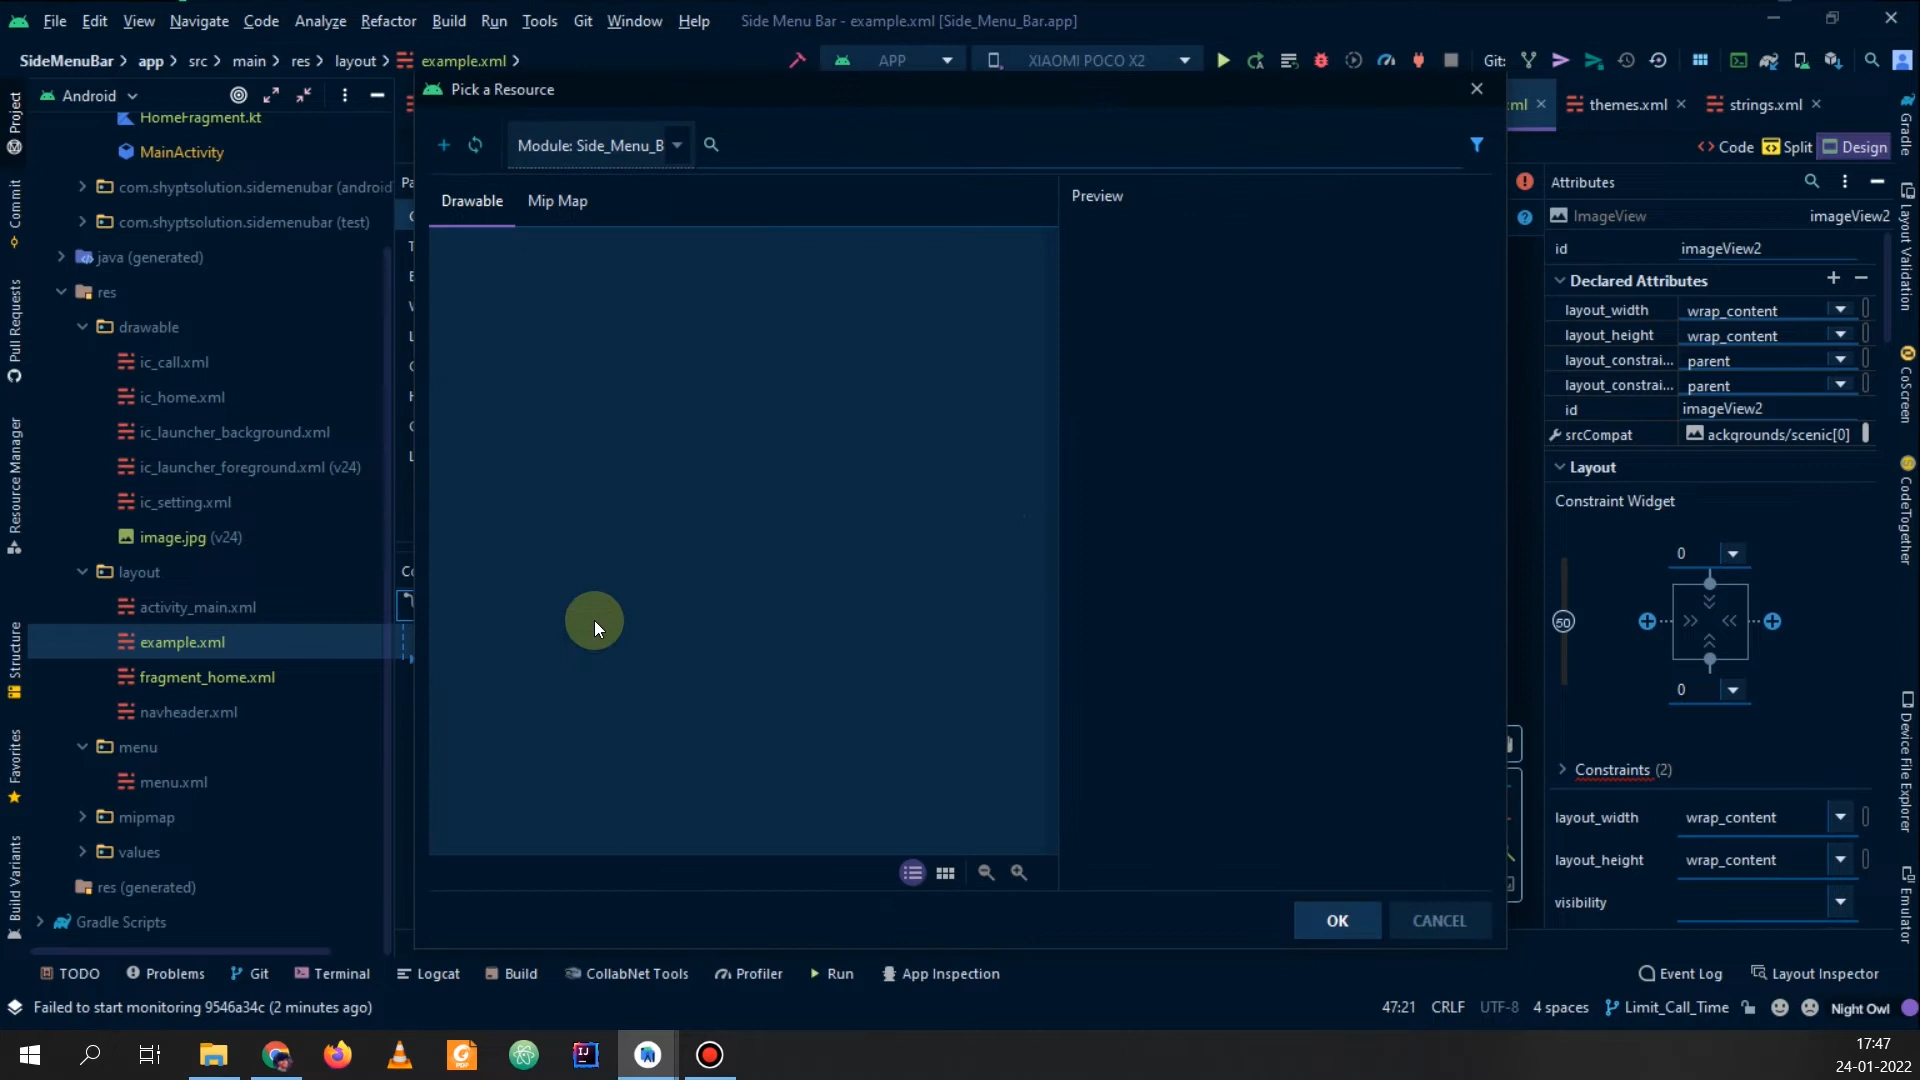 File Edit View Navigate Code Analyze Refactor Build Run Tools Git Window Help Side Menu Bar - example.xml [Side_Menu_Bar.app]
SideMenuBar app src main res layout example.xml APP XIAOMI POCO X2 Git:
Android
Pick a Resource
ml themes.xml strings.xml
Module: Side_Menu_B
Code Split Design
HomeFragment.kt
MainActivity
com.shyptsolution.sidemenubar (android
com.shyptsolution.sidemenubar (test)
java (generated)
res
drawable
ic_call.xml
ic_home.xml
ic_launcher_background.xml
ic_launcher_foreground.xml (v24)
ic_setting.xml
image.jpg (v24)
layout
activity_main.xml
example.xml
fragment_home.xml
navheader.xml
menu
menu.xml
mipmap
values
res (generated)
Gradle Scripts
Pa
Drawable Mip Map
Preview
OK CANCEL
Attributes
ImageView imageView2
id imageView2
Declared Attributes
layout_width wrap_content
layout_height wrap_content
layout_constrai... parent
layout_constrai... parent
id imageView2
srcCompat ackgrounds/scenic[0]
Layout
Constraint Widget
0
50
0
Constraints (2)
layout_width wrap_content
layout_height wrap_content
visibility
Project
Commit
Pull Requests
Resource Manager
Structure
Favorites
Build Variants
Gradle
Layout Validation
CoScreen
CodeTogether
Device File Explorer
Emulator
TODO Problems Git Terminal Logcat Build CollabNet Tools Profiler Run App Inspection Event Log Layout Inspector
Failed to start monitoring 9546a34c (2 minutes ago) 47:21 CRLF UTF-8 4 spaces Limit_Call_Time Night Owl
17:47
24-01-2022